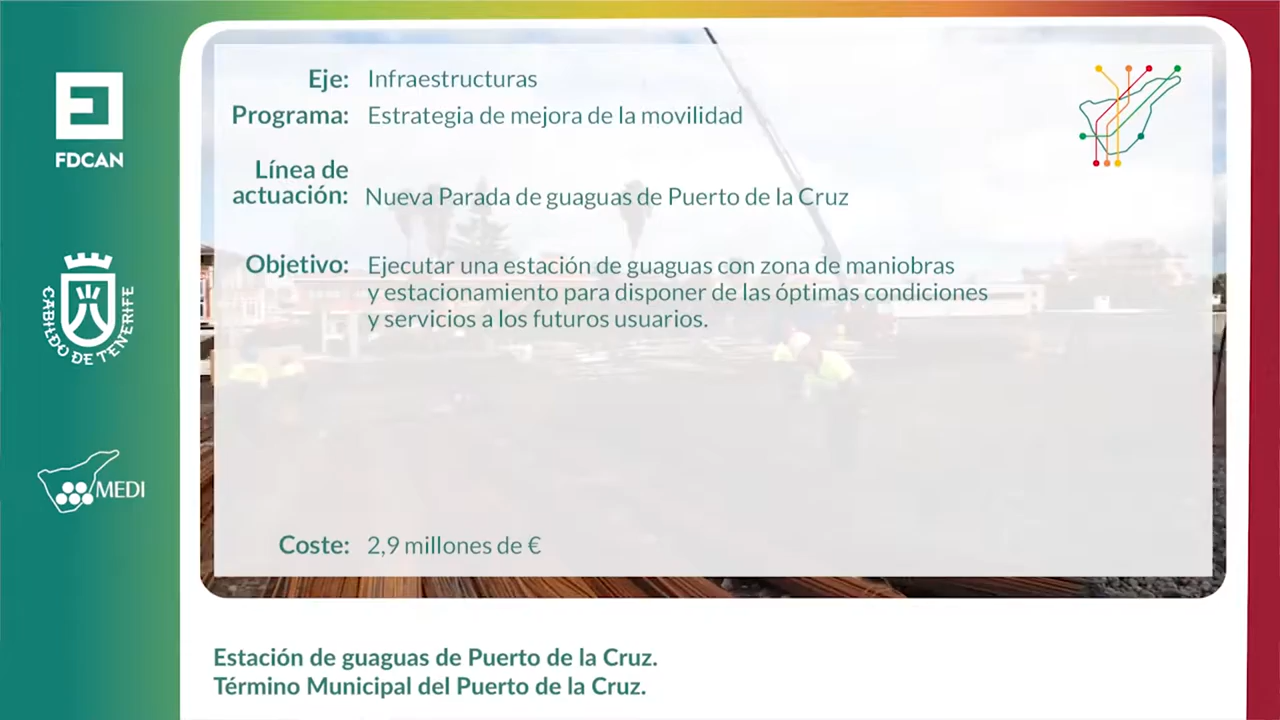 FDCAN
CABILDO DE TENERIFE
MEDI
Eje: Infraestructuras
Programa: Estrategia de mejora de la movilidad
Línea de
actuación: Nueva Parada de guaguas de Puerto de la Cruz
Objetivo: Ejecutar una estación de guaguas con zona de maniobras
y estacionamiento para disponer de las óptimas condiciones
y servicios a los futuros usuarios.
Coste: 2,9 millones de €
Estación de guaguas de Puerto de la Cruz.
Término Municipal del Puerto de la Cruz.